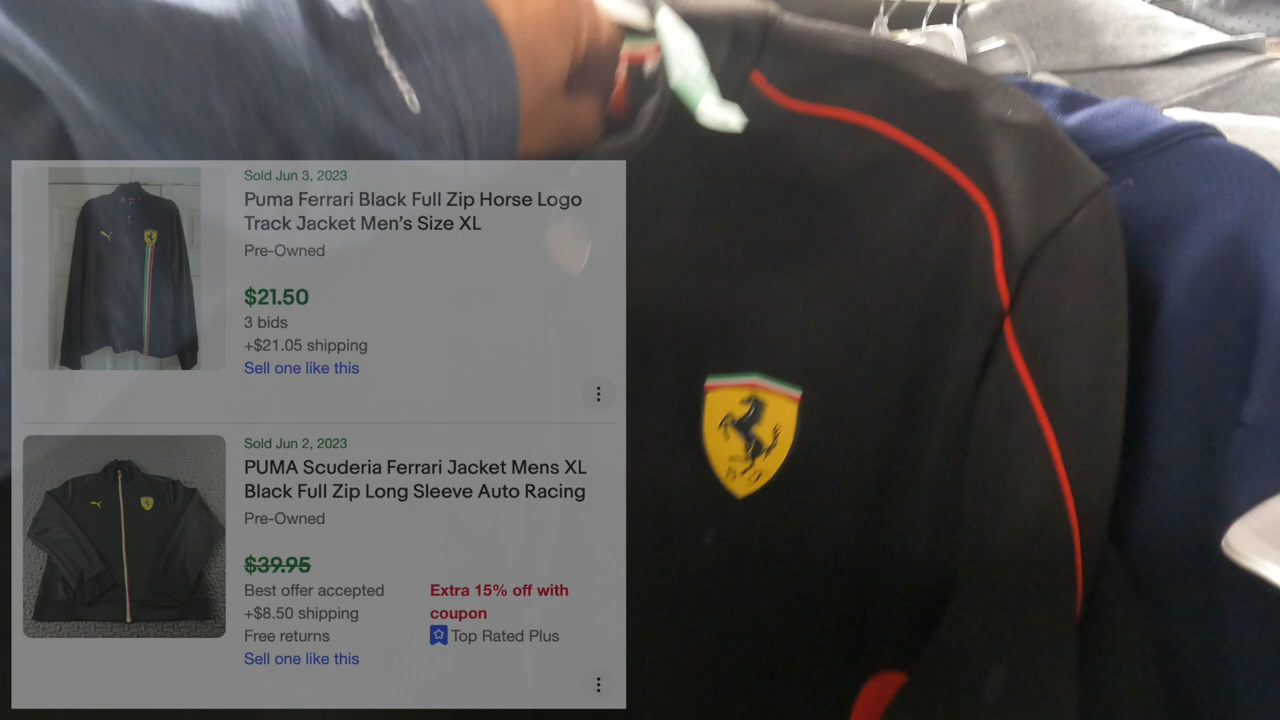 Sold Jun 3, 2023
Puma Ferrari Black Full Zip Horse Logo
Track Jacket Men’s Size XL
Pre-Owned
$21.50
3 bids
+$21.05 shipping
Sell one like this
Sold Jun 2, 2023
PUMA Scuderia Ferrari Jacket Mens XL
Black Full Zip Long Sleeve Auto Racing
Pre-Owned
$39.95
Best offer accepted
+$8.50 shipping
Free returns
Sell one like this
Extra 15% off with
coupon
Top Rated Plus
S F